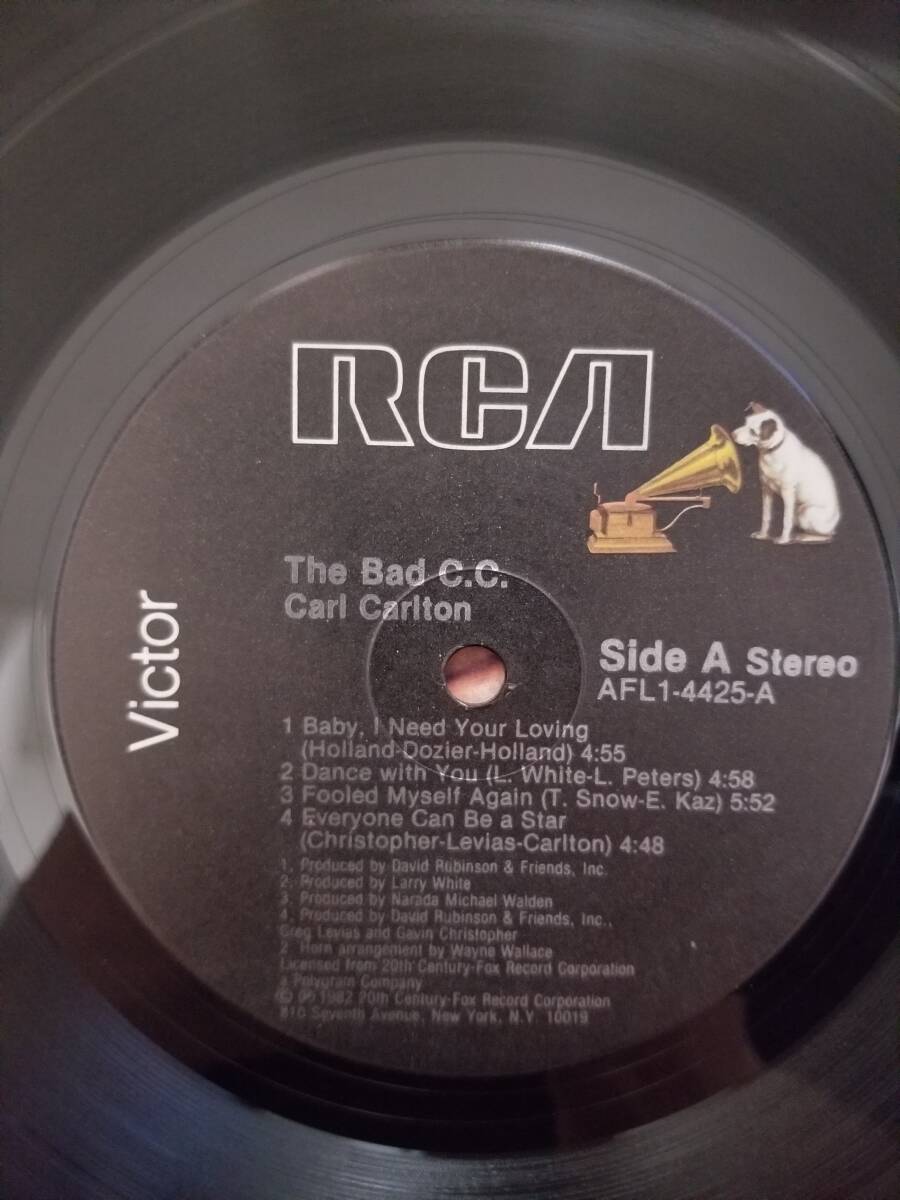 RCA
Victor
The Bad C.C.
Carl Carlton
Side A Stereo
AFL1-4425-A
1 Baby, I Need Your Loving
(Holland-Dozier-Holland) 4:55
2 Dance with You (L. White-L. Peters) 4:58
3 Fooled Myself Again (T. Snow-E. Kaz) 5:52
4 Everyone Can Be a Star
(Christopher-Levias-Carlton) 4:48
1. Produced by David Rubinson & Friends, Inc.
2. Produced by Larry White
3. Produced by Narada Michael Walden
4. Produced by David Rubinson & Friends, Inc.,
Greg Levias and Gavin Christopher
2. Horn arrangement by Wayne Wallace
Licensed from 20th Century-Fox Record Corporation
a Polygram Company
© ℗ 1982 20th Century-Fox Record Corporation
810 Seventh Avenue, New York, N.Y. 10019